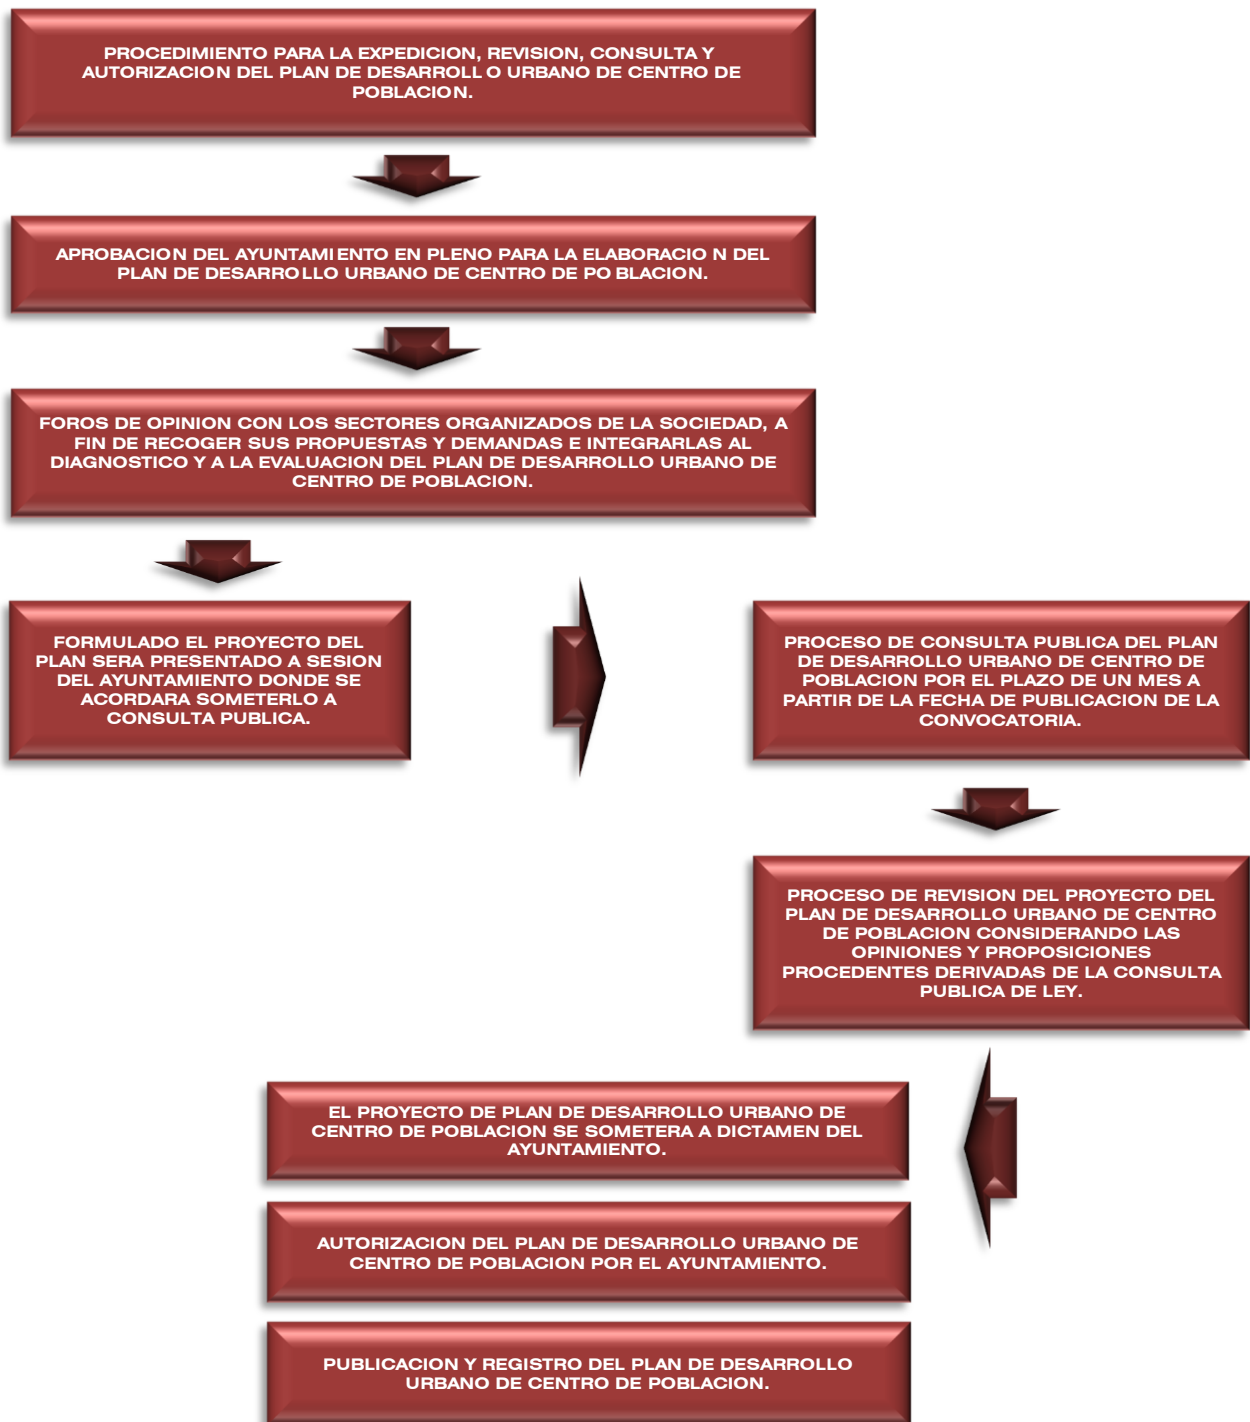 PROCEDIMIENTO PARA LA EXPEDICION, REVISION, CONSULTA Y
AUTORIZACION DEL PLAN DE DESARROLLO URBANO DE CENTRO DE
POBLACION.
APROBACION DEL AYUNTAMIENTO EN PLENO PARA LA ELABORACION DEL
PLAN DE DESARROLLO URBANO DE CENTRO DE POBLACION.
FOROS DE OPINION CON LOS SECTORES ORGANIZADOS DE LA SOCIEDAD, A
FIN DE RECOGER SUS PROPUESTAS Y DEMANDAS E INTEGRARLAS AL
DIAGNOSTICO Y A LA EVALUACION DEL PLAN DE DESARROLLO URBANO DE
CENTRO DE POBLACION.
FORMULADO EL PROYECTO DEL
PLAN SERA PRESENTADO A SESION
DEL AYUNTAMIENTO DONDE SE
ACORDARA SOMETERLO A
CONSULTA PUBLICA.
PROCESO DE CONSULTA PUBLICA DEL PLAN
DE DESARROLLO URBANO DE CENTRO DE
POBLACION POR EL PLAZO DE UN MES A
PARTIR DE LA FECHA DE PUBLICACION DE LA
CONVOCATORIA.
PROCESO DE REVISION DEL PROYECTO DEL
PLAN DE DESARROLLO URBANO DE CENTRO
DE POBLACION CONSIDERANDO LAS
OPINIONES Y PROPOSICIONES
PROCEDENTES DERIVADAS DE LA CONSULTA
PUBLICA DE LEY.
EL PROYECTO DE PLAN DE DESARROLLO URBANO DE
CENTRO DE POBLACION SE SOMETERA A DICTAMEN DEL
AYUNTAMIENTO.
AUTORIZACION DEL PLAN DE DESARROLLO URBANO DE
CENTRO DE POBLACION POR EL AYUNTAMIENTO.
PUBLICACION Y REGISTRO DEL PLAN DE DESARROLLO
URBANO DE CENTRO DE POBLACION.